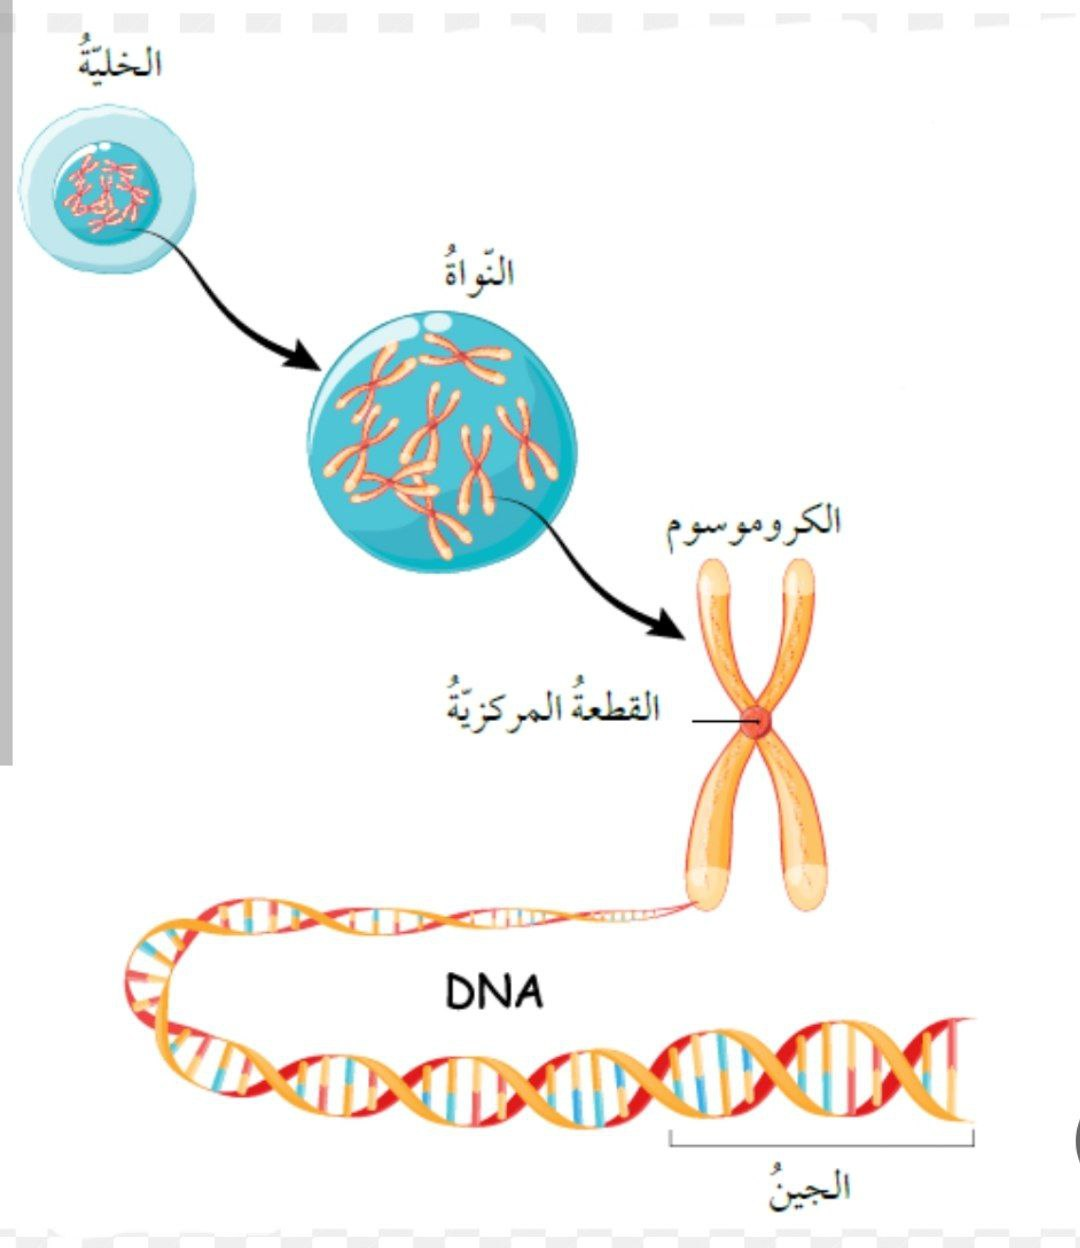 الخليّةُ
النّواةُ
الكروموسوم
القطعةُ المركزيّةُ
DNA
الجينُ